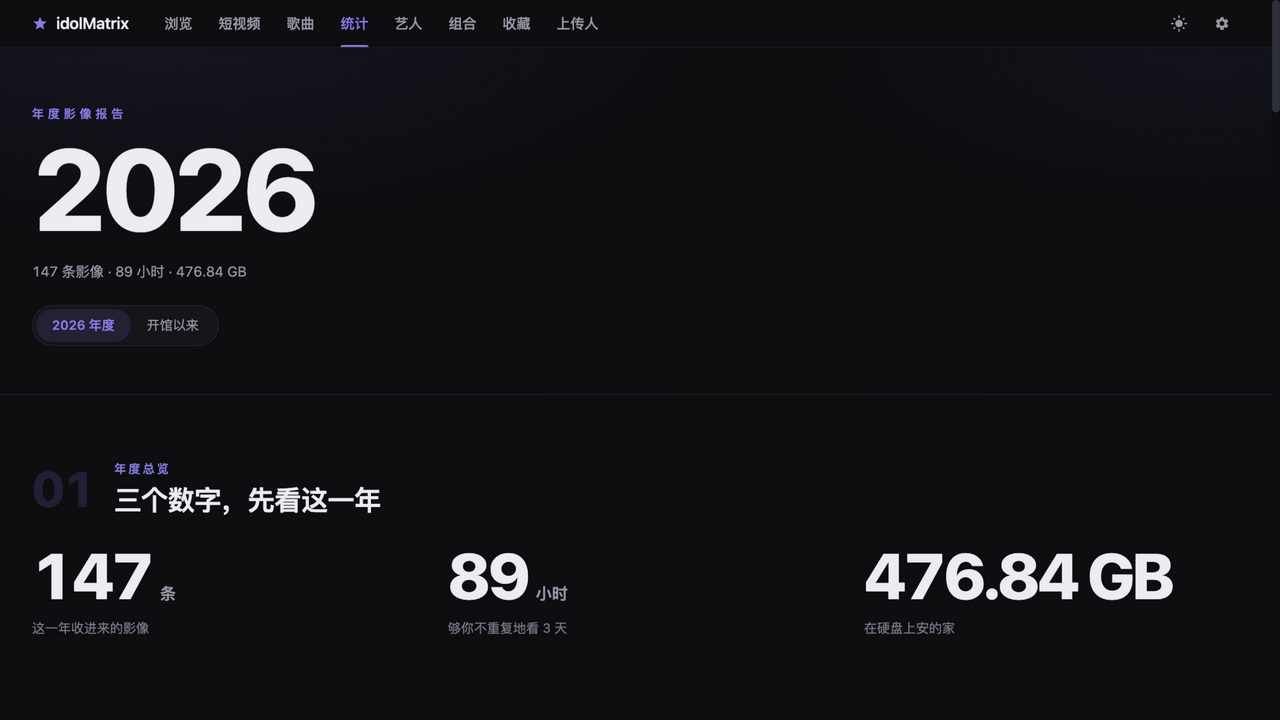 idolMatrix 浏览 短视频 歌曲 统计 艺人 组合 收藏 上传人
年度影像报告
2026
147 条影像 · 89 小时 · 476.84 GB
2026 年度 开馆以来
01
年度总览
三个数字，先看这一年
147 条 89 小时 476.84 GB
这一年收进来的影像 够你不重复地看 3 天 在硬盘上安的家